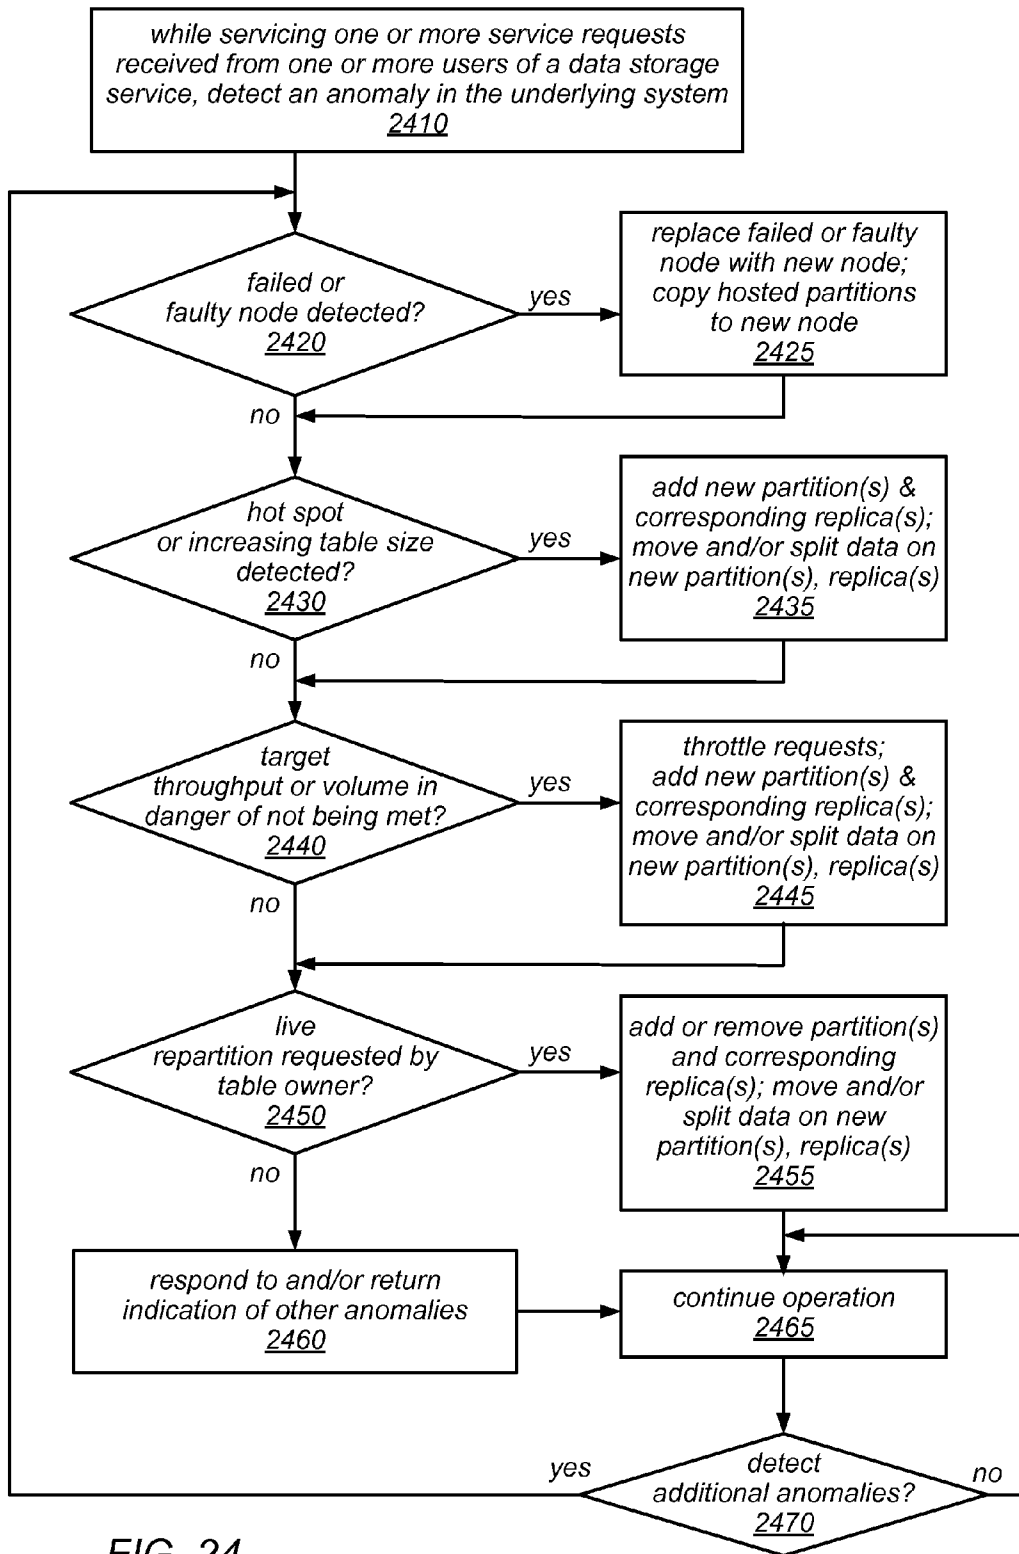 while servicing one or more service requests
received from one or more users of a data storage
service, detect an anomaly in the underlying system
2410
failed or
faulty node detected?
2420
yes
replace failed or faulty
node with new node;
copy hosted partitions
to new node
2425
no
hot spot
or increasing table size
detected?
2430
yes
add new partition(s) &
corresponding replica(s);
move and/or split data on
new partition(s), replica(s)
2435
no
target
throughput or volume in
danger of not being met?
2440
yes
throttle requests;
add new partition(s) &
corresponding replica(s);
move and/or split data on
new partition(s), replica(s)
2445
no
live
repartition requested by
table owner?
2450
yes
add or remove partition(s)
and corresponding
replica(s); move and/or
split data on new
partition(s), replica(s)
2455
no
respond to and/or return
indication of other anomalies
2460
continue operation
2465
yes
detect
additional anomalies?
2470
no
FIG. 24